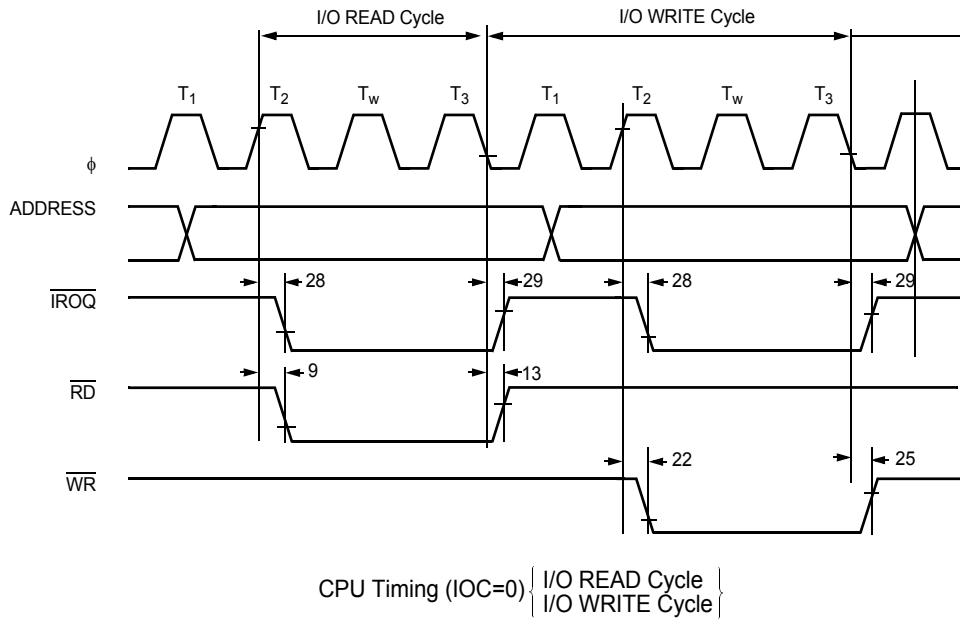 I/O READ Cycle I/O WRITE Cycle
T1 T2 Tw T3 T1 T2 Tw T3
ϕ
ADDRESS
28 29 28 29
IROQ
9 13
RD
22 25
WR
CPU Timing (IOC=0) { I/O READ Cycle
I/O WRITE Cycle }